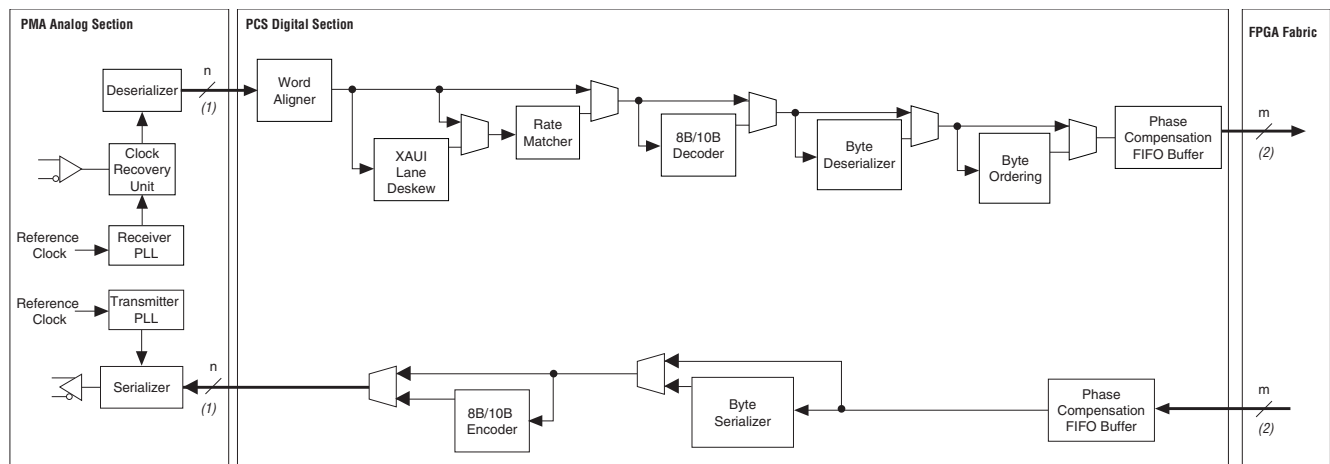 PMA Analog Section
PCS Digital Section
FPGA Fabric
n
(1)
Deserializer
Word
Aligner
Clock
Recovery
Unit
XAUI
Lane
Deskew
Rate
Matcher
8B/10B
Decoder
Byte
Deserializer
Byte
Ordering
Phase
Compensation
FIFO Buffer
m
(2)
Reference
Clock
Receiver
PLL
Reference
Clock
Transmitter
PLL
Serializer
n
(1)
8B/10B
Encoder
Byte
Serializer
Phase
Compensation
FIFO Buffer
m
(2)